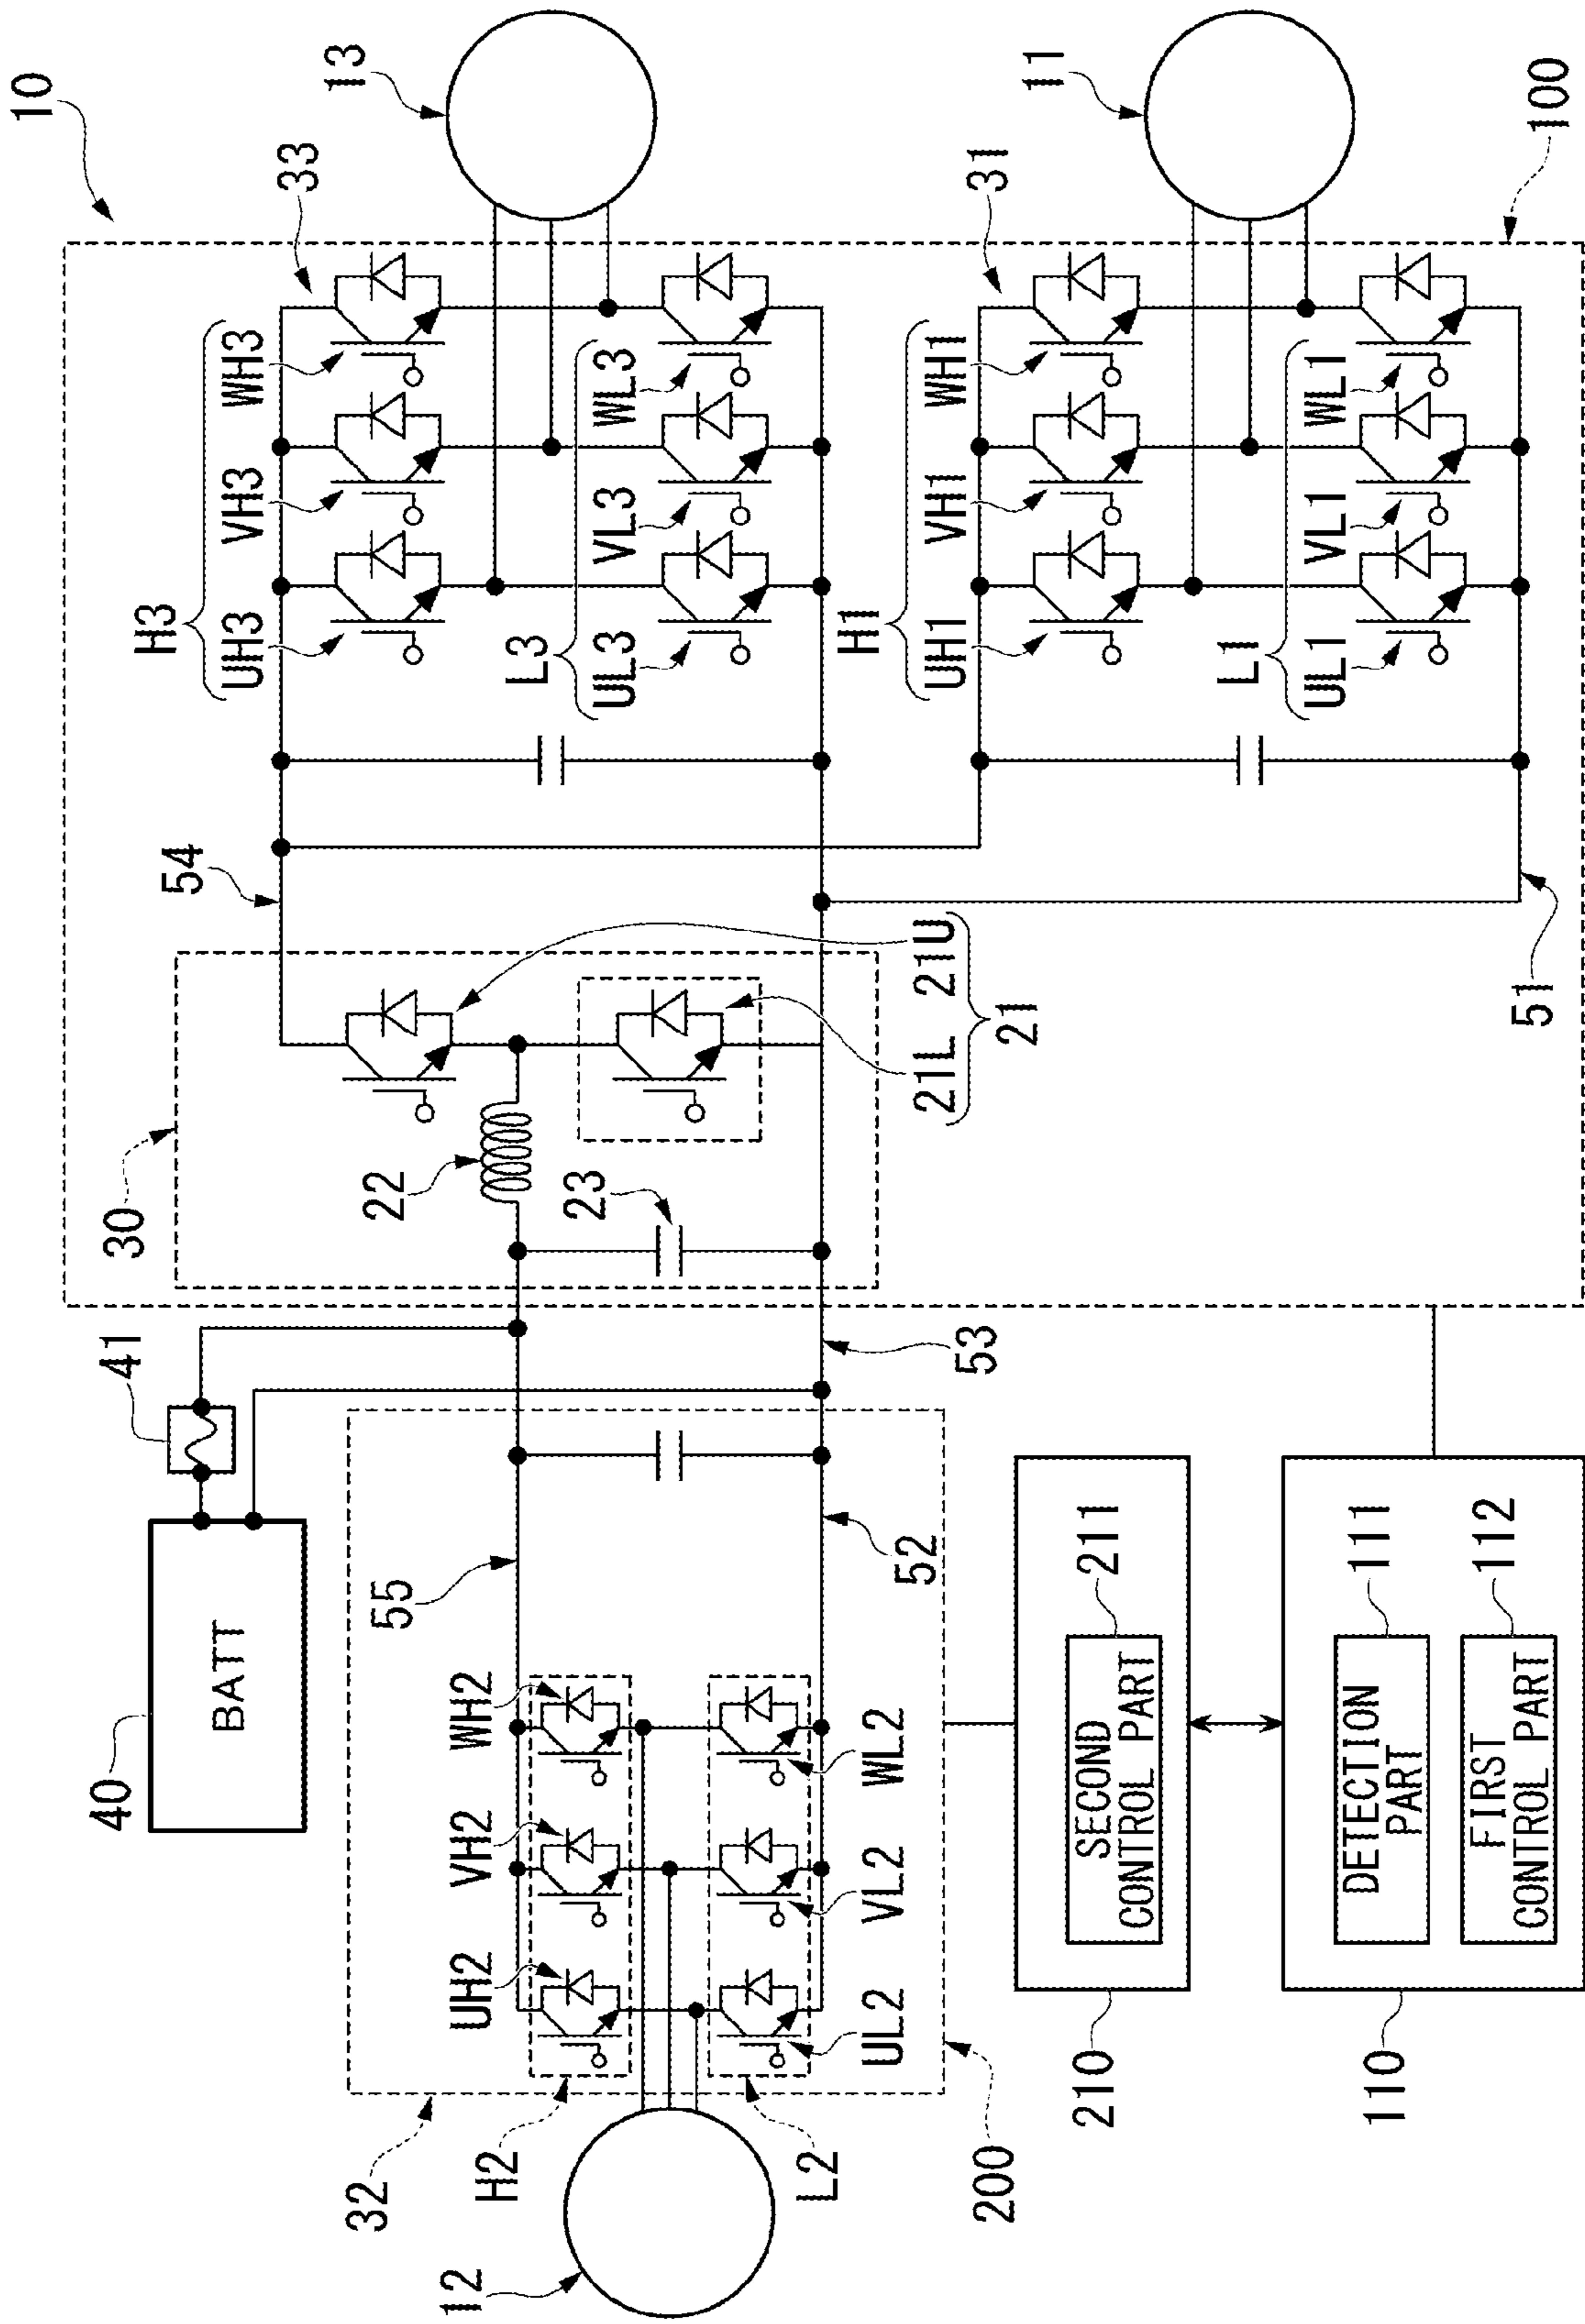 10
13
11
33
31
100
H3
UH3 VH3 WH3
L3
UL3 VL3 WL3
H1
UH1 VH1 WH1
L1
UL1 VL1 WL1
54
51
30
22
23
21L 21U
21
41
53
40
BATT
55
52
UH2
VH2
WH2
UL2
VL2
WL2
32
H2
L2
200
12
210
SECOND
CONTROL PART
211
110
DETECTION
PART
111
FIRST
CONTROL PART
112